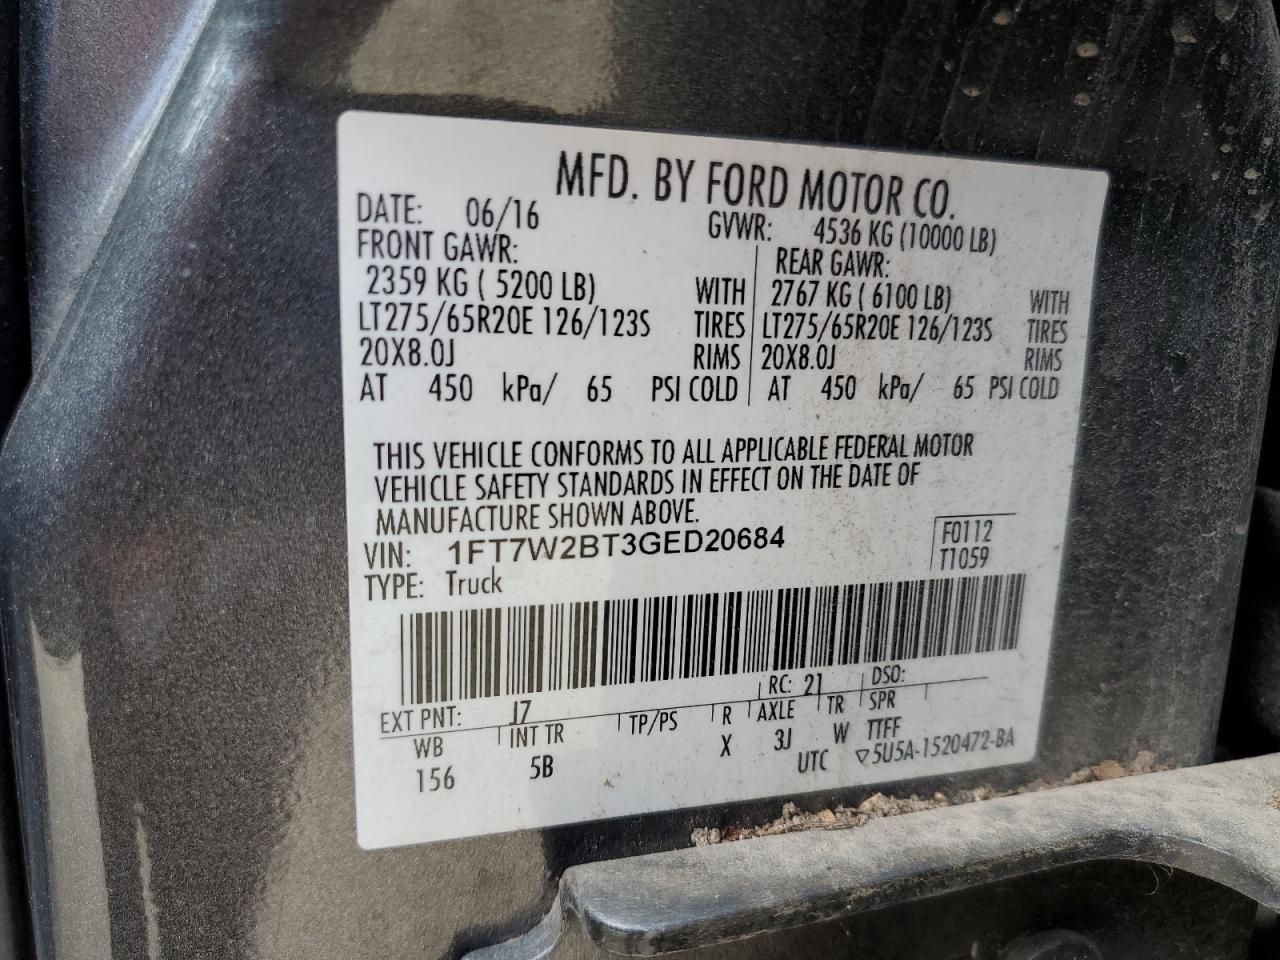 MFD. BY FORD MOTOR CO.
DATE: 06/16 GVWR: 4536 KG (10000 LB)
FRONT GAWR: REAR GAWR:
2359 KG ( 5200 LB) WITH 2767 KG ( 6100 LB) WITH
LT275/65R20E 126/123S TIRES LT275/65R20E 126/123S TIRES
20X8.0J RIMS 20X8.0J RIMS
AT 450 kPa/ 65 PSI COLD AT 450 kPa/ 65 PSI COLD
THIS VEHICLE CONFORMS TO ALL APPLICABLE FEDERAL MOTOR
VEHICLE SAFETY STANDARDS IN EFFECT ON THE DATE OF
MANUFACTURE SHOWN ABOVE.
VIN: 1FT7W2BT3GED20684 F0112
TYPE: Truck T1059
EXT PNT: J7 RC: 21 DSO:
WB INT TR TP/PS R AXLE TR SPR
156 5B X 3J W TTFF
UTC ▽5U5A-1520472-BA